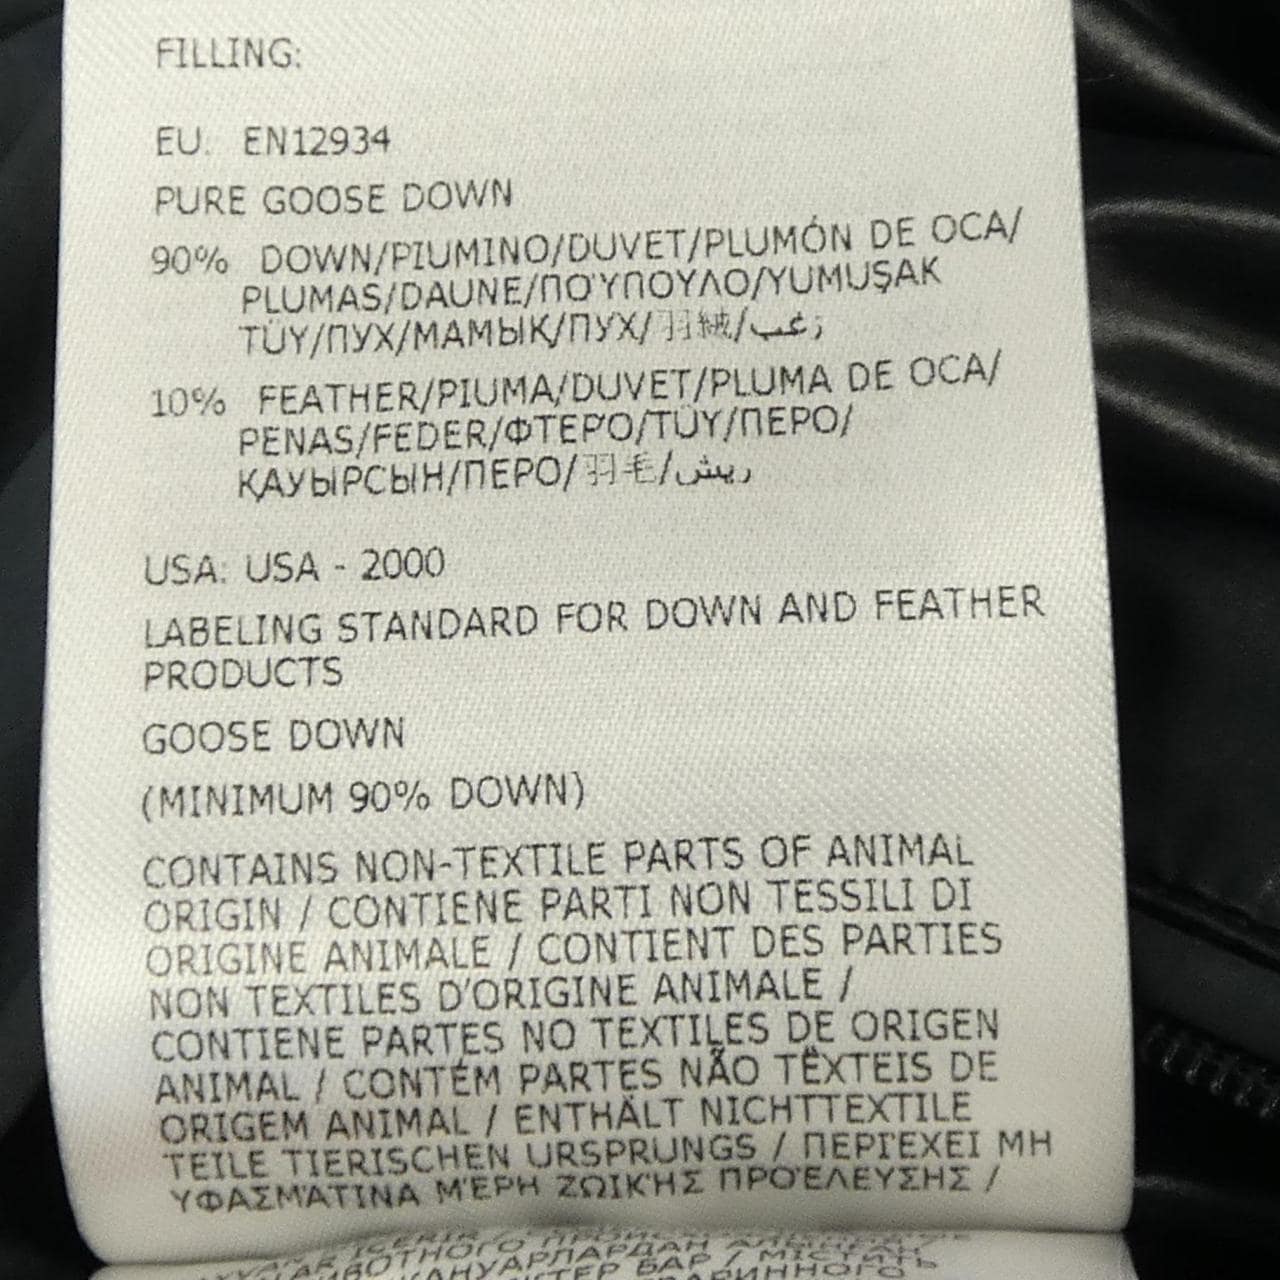 FILLING:
EU: EN12934
PURE GOOSE DOWN
90% DOWN/PIUMINO/DUVET/PLUMÓN DE OCA/
PLUMAS/DAUNE/ΠΟΎΠΟΥΛΟ/YUMUŞAK
TÜY/ПУХ/МАМЫҚ/ПУХ/羽絨/زغب
10% FEATHER/PIUMA/DUVET/PLUMA DE OCA/
PENAS/FEDER/ΦΤΕΡΌ/TÜY/ПЕРО/
ҚАУЫРСЫН/ПЕРО/羽毛/ريش
USA: USA - 2000
LABELING STANDARD FOR DOWN AND FEATHER
PRODUCTS
GOOSE DOWN
(MINIMUM 90% DOWN)
CONTAINS NON-TEXTILE PARTS OF ANIMAL
ORIGIN / CONTIENE PARTI NON TESSILI DI
ORIGINE ANIMALE / CONTIENT DES PARTIES
NON TEXTILES D'ORIGINE ANIMALE /
CONTIENE PARTES NO TEXTILES DE ORIGEN
ANIMAL / CONTÉM PARTES NÃO TÊXTEIS DE
ORIGEM ANIMAL / ENTHÄLT NICHTTEXTILE
TEILE TIERISCHEN URSPRUNGS / ΠΕΡΙΈΧΕΙ ΜΗ
ΥΦΑΣΜΆΤΙΝΑ ΜΈΡΗ ΖΩΙΚΉΣ ΠΡΟΈΛΕΥΣΗΣ /